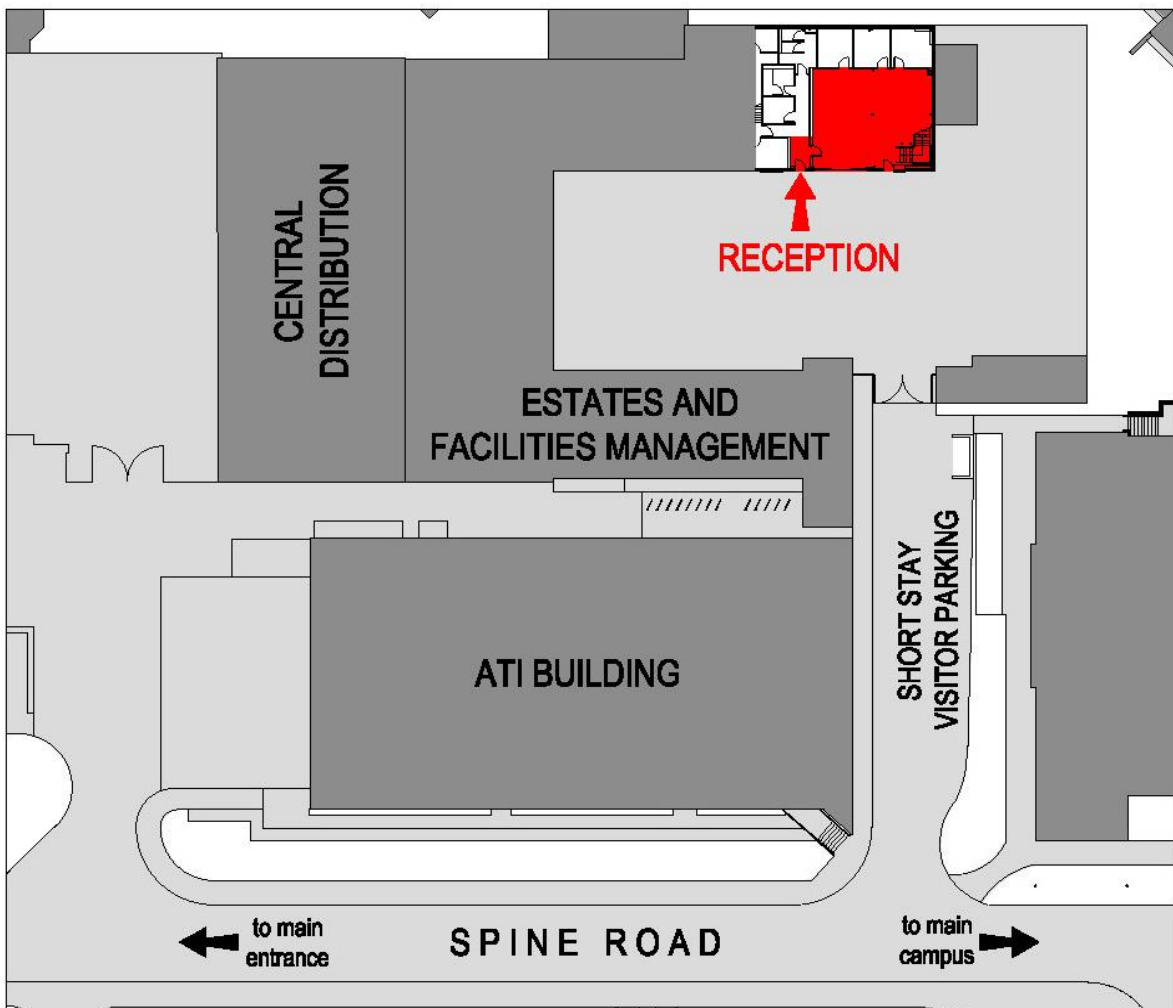 RECEPTION
CENTRAL
DISTRIBUTION
ESTATES AND
FACILITIES MANAGEMENT
SHORT STAY
VISITOR PARKING
ATI BUILDING
to main
entrance
SPINE ROAD
to main
campus